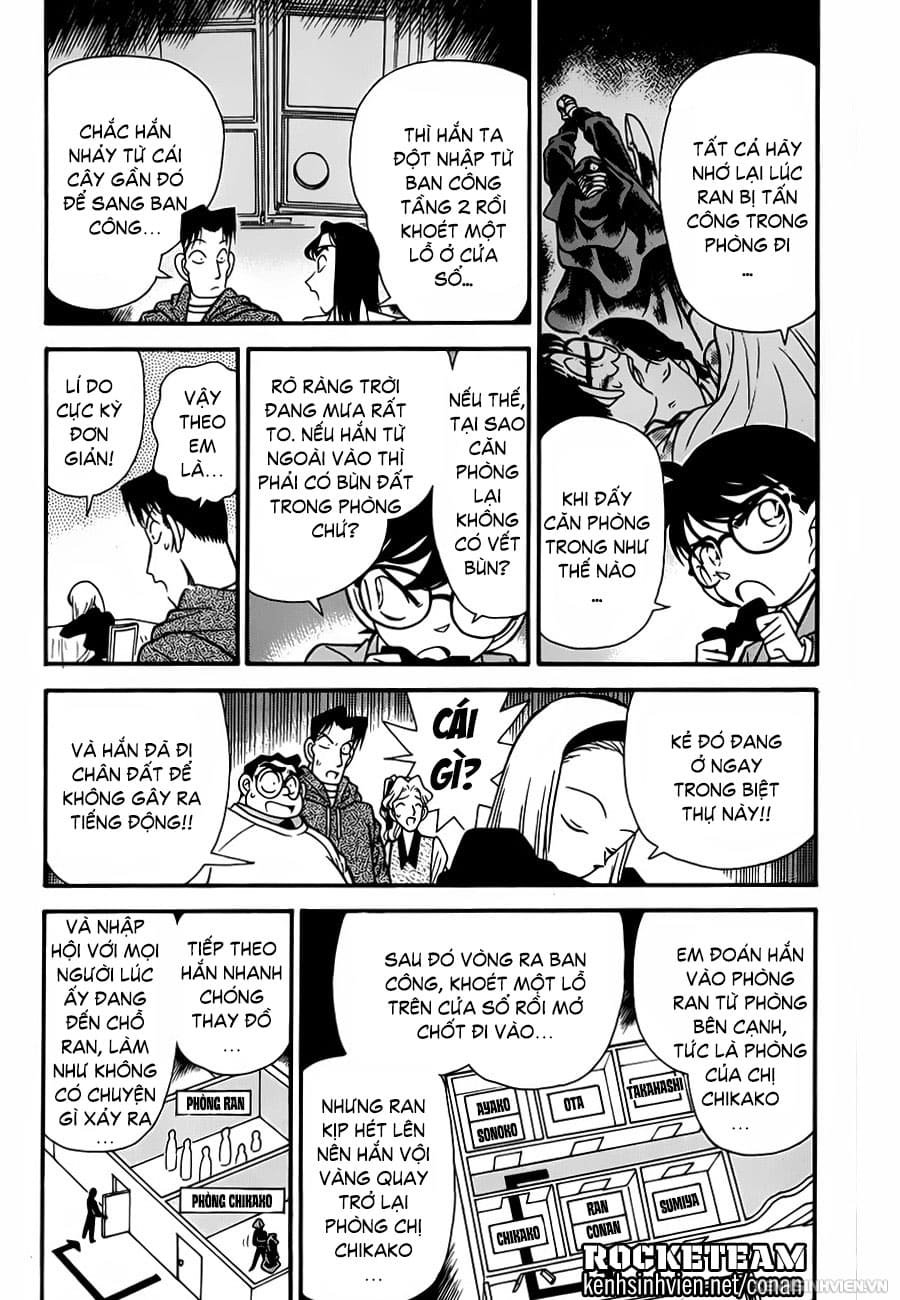 TẤT CẢ HÃY
NHỚ LẠI LÚC
RAN BỊ TẤN
CÔNG TRONG
PHÒNG ĐI
...
KHI ĐẤY
CĂN PHÒNG
TRONG NHƯ
THẾ NÀO
...
THÌ HẮN TA
ĐỘT NHẬP TỪ
BAN CÔNG
TẦNG 2 RỒI
KHOÉT MỘT
LỖ Ở CỬA
SỔ...
CHẮC HẮN
NHẢY TỪ CÁI
CÂY GẦN ĐÓ
ĐỂ SANG BAN
CÔNG...
NẾU THẾ,
TẠI SAO
CĂN
PHÒNG
LẠI
KHÔNG
CÓ VẾT
BÙN?
RÕ RÀNG TRỜI
ĐANG MƯA RẤT
TO. NẾU HẮN TỪ
NGOÀI VÀO THÌ
PHẢI CÓ BÙN ĐẤT
TRONG PHÒNG
CHỨ?
VẬY
THEO
EM
LÀ...
LÍ DO
CỰC KỲ
ĐƠN
GIẢN!
KẺ ĐÓ ĐANG
Ở NGAY
TRONG BIỆT
THỰ NÀY!!
CÁI
GÌ?
VÀ HẮN ĐÃ ĐI
CHÂN ĐẤT ĐỂ
KHÔNG GÂY RA
TIẾNG ĐỘNG!!
EM ĐOÁN HẮN
VÀO PHÒNG
RAN TỪ PHÒNG
BÊN CẠNH,
TỨC LÀ PHÒNG
CỦA CHỊ
CHIKAKO
...
SAU ĐÓ VÒNG RA BAN
CÔNG, KHOÉT MỘT LỖ
TRÊN CỬA SỔ RỒI MỞ
CHỐT ĐI VÀO...
NHƯNG RAN
KỊP HÉT LÊN
NÊN HẮN VỘI
VÀNG QUAY
TRỞ LẠI
PHÒNG CHỊ
CHIKAKO
...
AYAKO
SONOKO
OTA
TAKAHASHI
CHIKAKO
RAN
CONAN
SUMIYA
TIẾP THEO
HẮN NHANH
CHÓNG
THAY ĐỒ
...
VÀ NHẬP
HỘI VỚI MỌI
NGƯỜI LÚC
ẤY ĐANG
ĐẾN CHỖ
RAN, LÀM
NHƯ KHÔNG
CÓ CHUYỆN
GÌ XẢY RA
...
PHÒNG RAN
PHÒNG CHIKAKO
ROCKETEAM
kenhsinhvien.net/conan